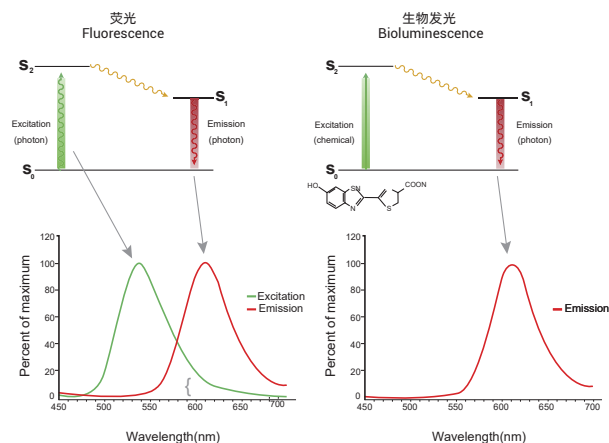 荧光
Fluorescence
S2
S1
Excitation
(photon)
Emission
(photon)
S0
生物发光
Bioluminescence
S2
S1
Excitation
(chemical)
Emission
(photon)
S0
HO
S
N
N
S
COON
Percent of maximum
120
100
80
60
40
20
0
450
500
550
600
650
700
{
Excitation
Emission
Wavelength(nm)
Percent of maximum
120
100
80
60
40
20
0
450
500
550
600
650
700
Emission
Wavelength(nm)